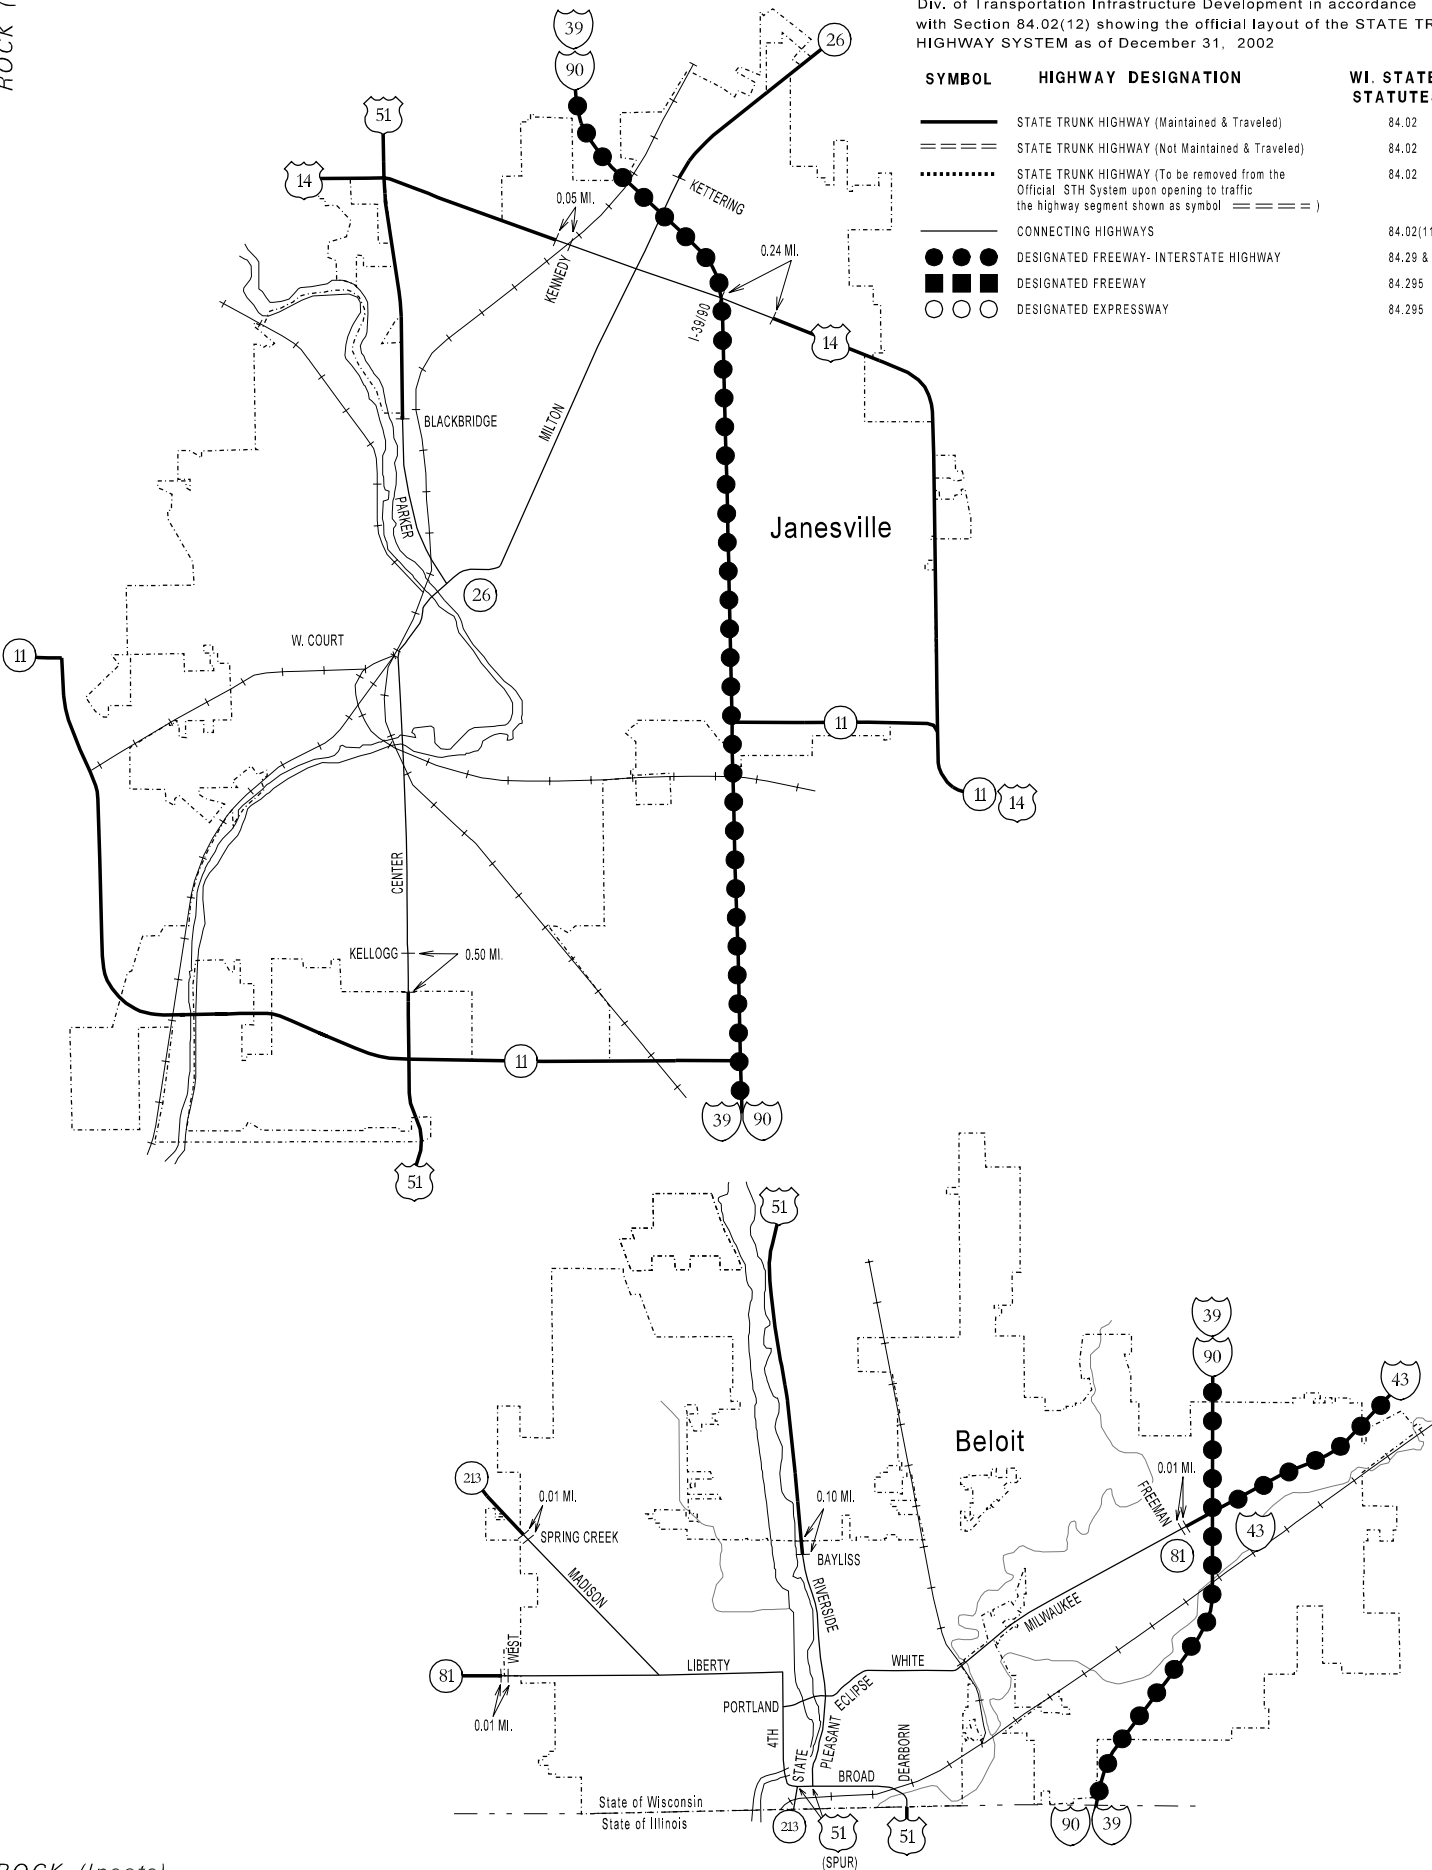 ROCK (
Div. of Transportation Infrastructure Development in accordance
with Section 84.02(12) showing the official layout of the STATE TR
HIGHWAY SYSTEM as of December 31, 2002
SYMBOL HIGHWAY DESIGNATION WI. STATE
STATUTE
STATE TRUNK HIGHWAY (Maintained & Traveled) 84.02
STATE TRUNK HIGHWAY (Not Maintained & Traveled) 84.02
STATE TRUNK HIGHWAY (To be removed from the 84.02
Official STH System upon opening to traffic
the highway segment shown as symbol )
CONNECTING HIGHWAYS 84.02(11
DESIGNATED FREEWAY- INTERSTATE HIGHWAY 84.29 &
DESIGNATED FREEWAY 84.295
DESIGNATED EXPRESSWAY 84.295
39
90
26
51
14
0.05 MI.
KETTERING
0.24 MI.
KENNEDY
I-39/90
14
BLACKBRIDGE
MILTON
PARKER
Janesville
26
W. COURT
11
11
11
14
CENTER
KELLOGG
0.50 MI.
11
39
90
51
51
39
90
43
Beloit
213
0.01 MI.
SPRING CREEK
0.10 MI.
BAYLISS
0.01 MI.
FREEMAN
43
81
MADISON
RIVERSIDE
MILWAUKEE
WEST
81
LIBERTY
WHITE
0.01 MI.
PORTLAND
ECLIPSE
4TH
STATE
PLEASANT
BROAD
DEARBORN
State of Wisconsin
State of Illinois
213
51
(SPUR)
51
90
39
ROCK (Insets)